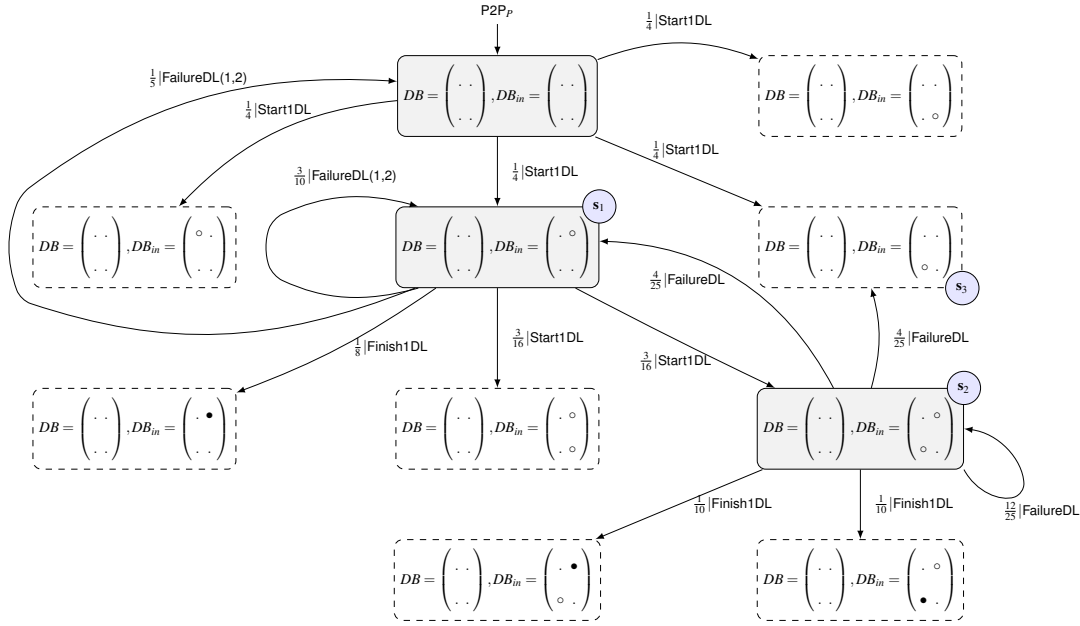 P2P_P
1/4|Start1DL
1/5|FailureDL(1,2)
DB = ( . . / . . ), DB_in = ( . . / . . )
DB = ( . . / . . ), DB_in = ( . . / . ○ )
1/4|Start1DL
1/4|Start1DL
1/4|Start1DL
3/10|FailureDL(1,2)
s_1
DB = ( . . / . . ), DB_in = ( ○ . / . . )
DB = ( . . / . . ), DB_in = ( . ○ / . . )
DB = ( . . / . . ), DB_in = ( . . / ○ . )
s_3
4/25|FailureDL
4/25|FailureDL
1/8|Finish1DL
3/16|Start1DL
3/16|Start1DL
s_2
DB = ( . . / . . ), DB_in = ( . ● / . . )
DB = ( . . / . . ), DB_in = ( . ○ / . ○ )
DB = ( . . / . . ), DB_in = ( . ○ / ○ . )
1/10|Finish1DL
1/10|Finish1DL
12/25|FailureDL
DB = ( . . / . . ), DB_in = ( . ● / ○ . )
DB = ( . . / . . ), DB_in = ( . ○ / ● . )